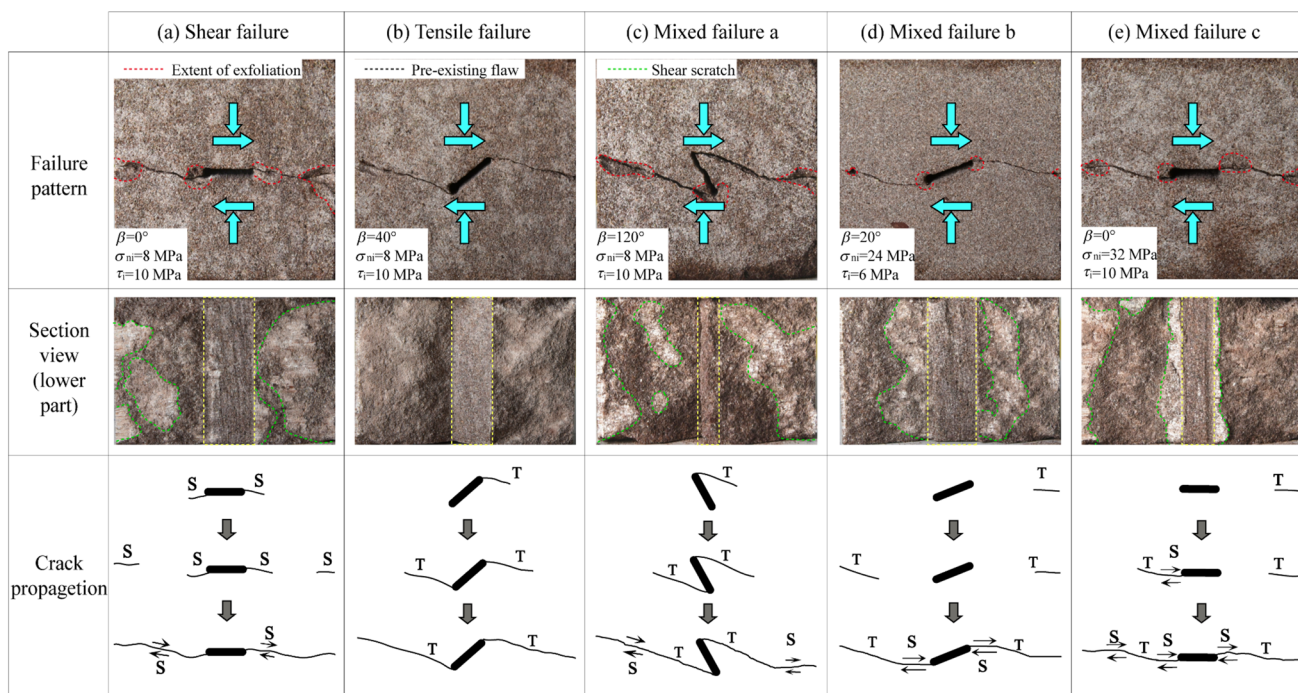 (a) Shear failure
(b) Tensile failure
(c) Mixed failure a
(d) Mixed failure b
(e) Mixed failure c
Failure
pattern
Extent of exfoliation
β=0°
σni=8 MPa
τi=10 MPa
Pre-existing flaw
β=40°
σni=8 MPa
τi=10 MPa
Shear scratch
β=120°
σni=8 MPa
τi=10 MPa
β=20°
σni=24 MPa
τi=6 MPa
β=0°
σni=32 MPa
τi=10 MPa
Section
view
(lower
part)
Crack
propagetion
S S
S S S
S
S
T
T T
T T
T
T T
T S
S
T
T T
T S T
S
T
S
T T
S T S T
S